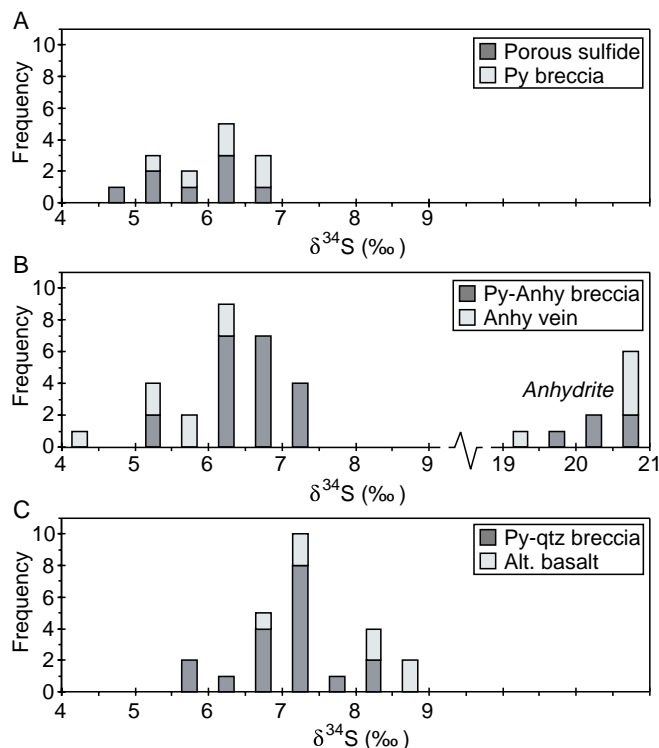 A
10
8
6
4
2
0
Frequency
Porous sulfide
Py breccia
4 5 6 7 8 9
δ34S (‰)
B
10
8
6
4
2
0
Frequency
Py-Anhy breccia
Anhy vein
Anhydrite
4 5 6 7 8 9 19 20 21
δ34S (‰)
C
10
8
6
4
2
0
Frequency
Py-qtz breccia
Alt. basalt
4 5 6 7 8 9
δ34S (‰)